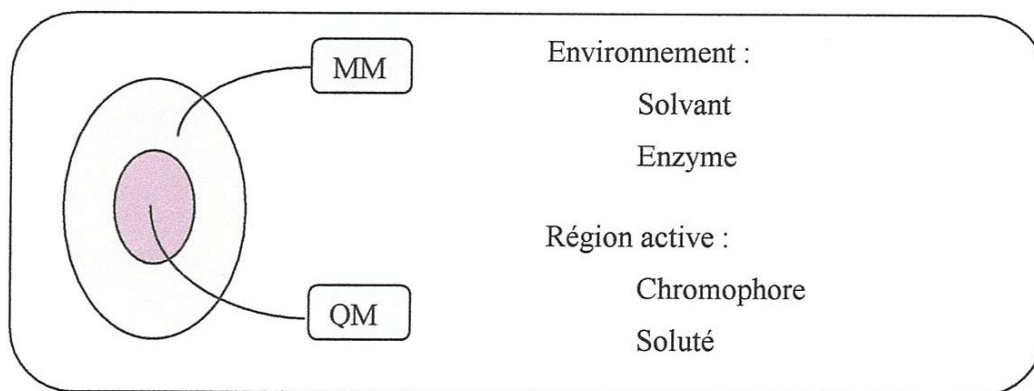 MM
Environnement :
Solvant
Enzyme
Région active :
Chromophore
QM
Soluté